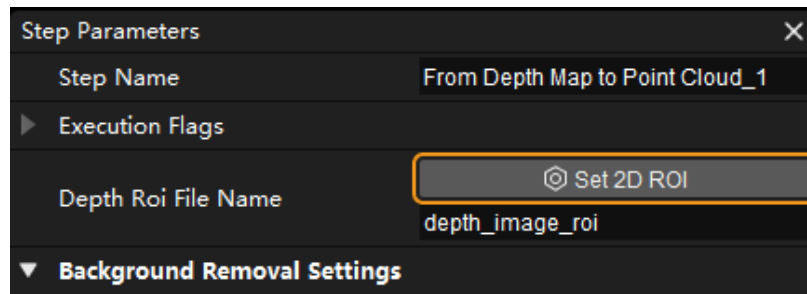 Step Parameters
Step Name From Depth Map to Point Cloud_1
Execution Flags
Depth Roi File Name
Set 2D ROI
depth_image_roi
Background Removal Settings